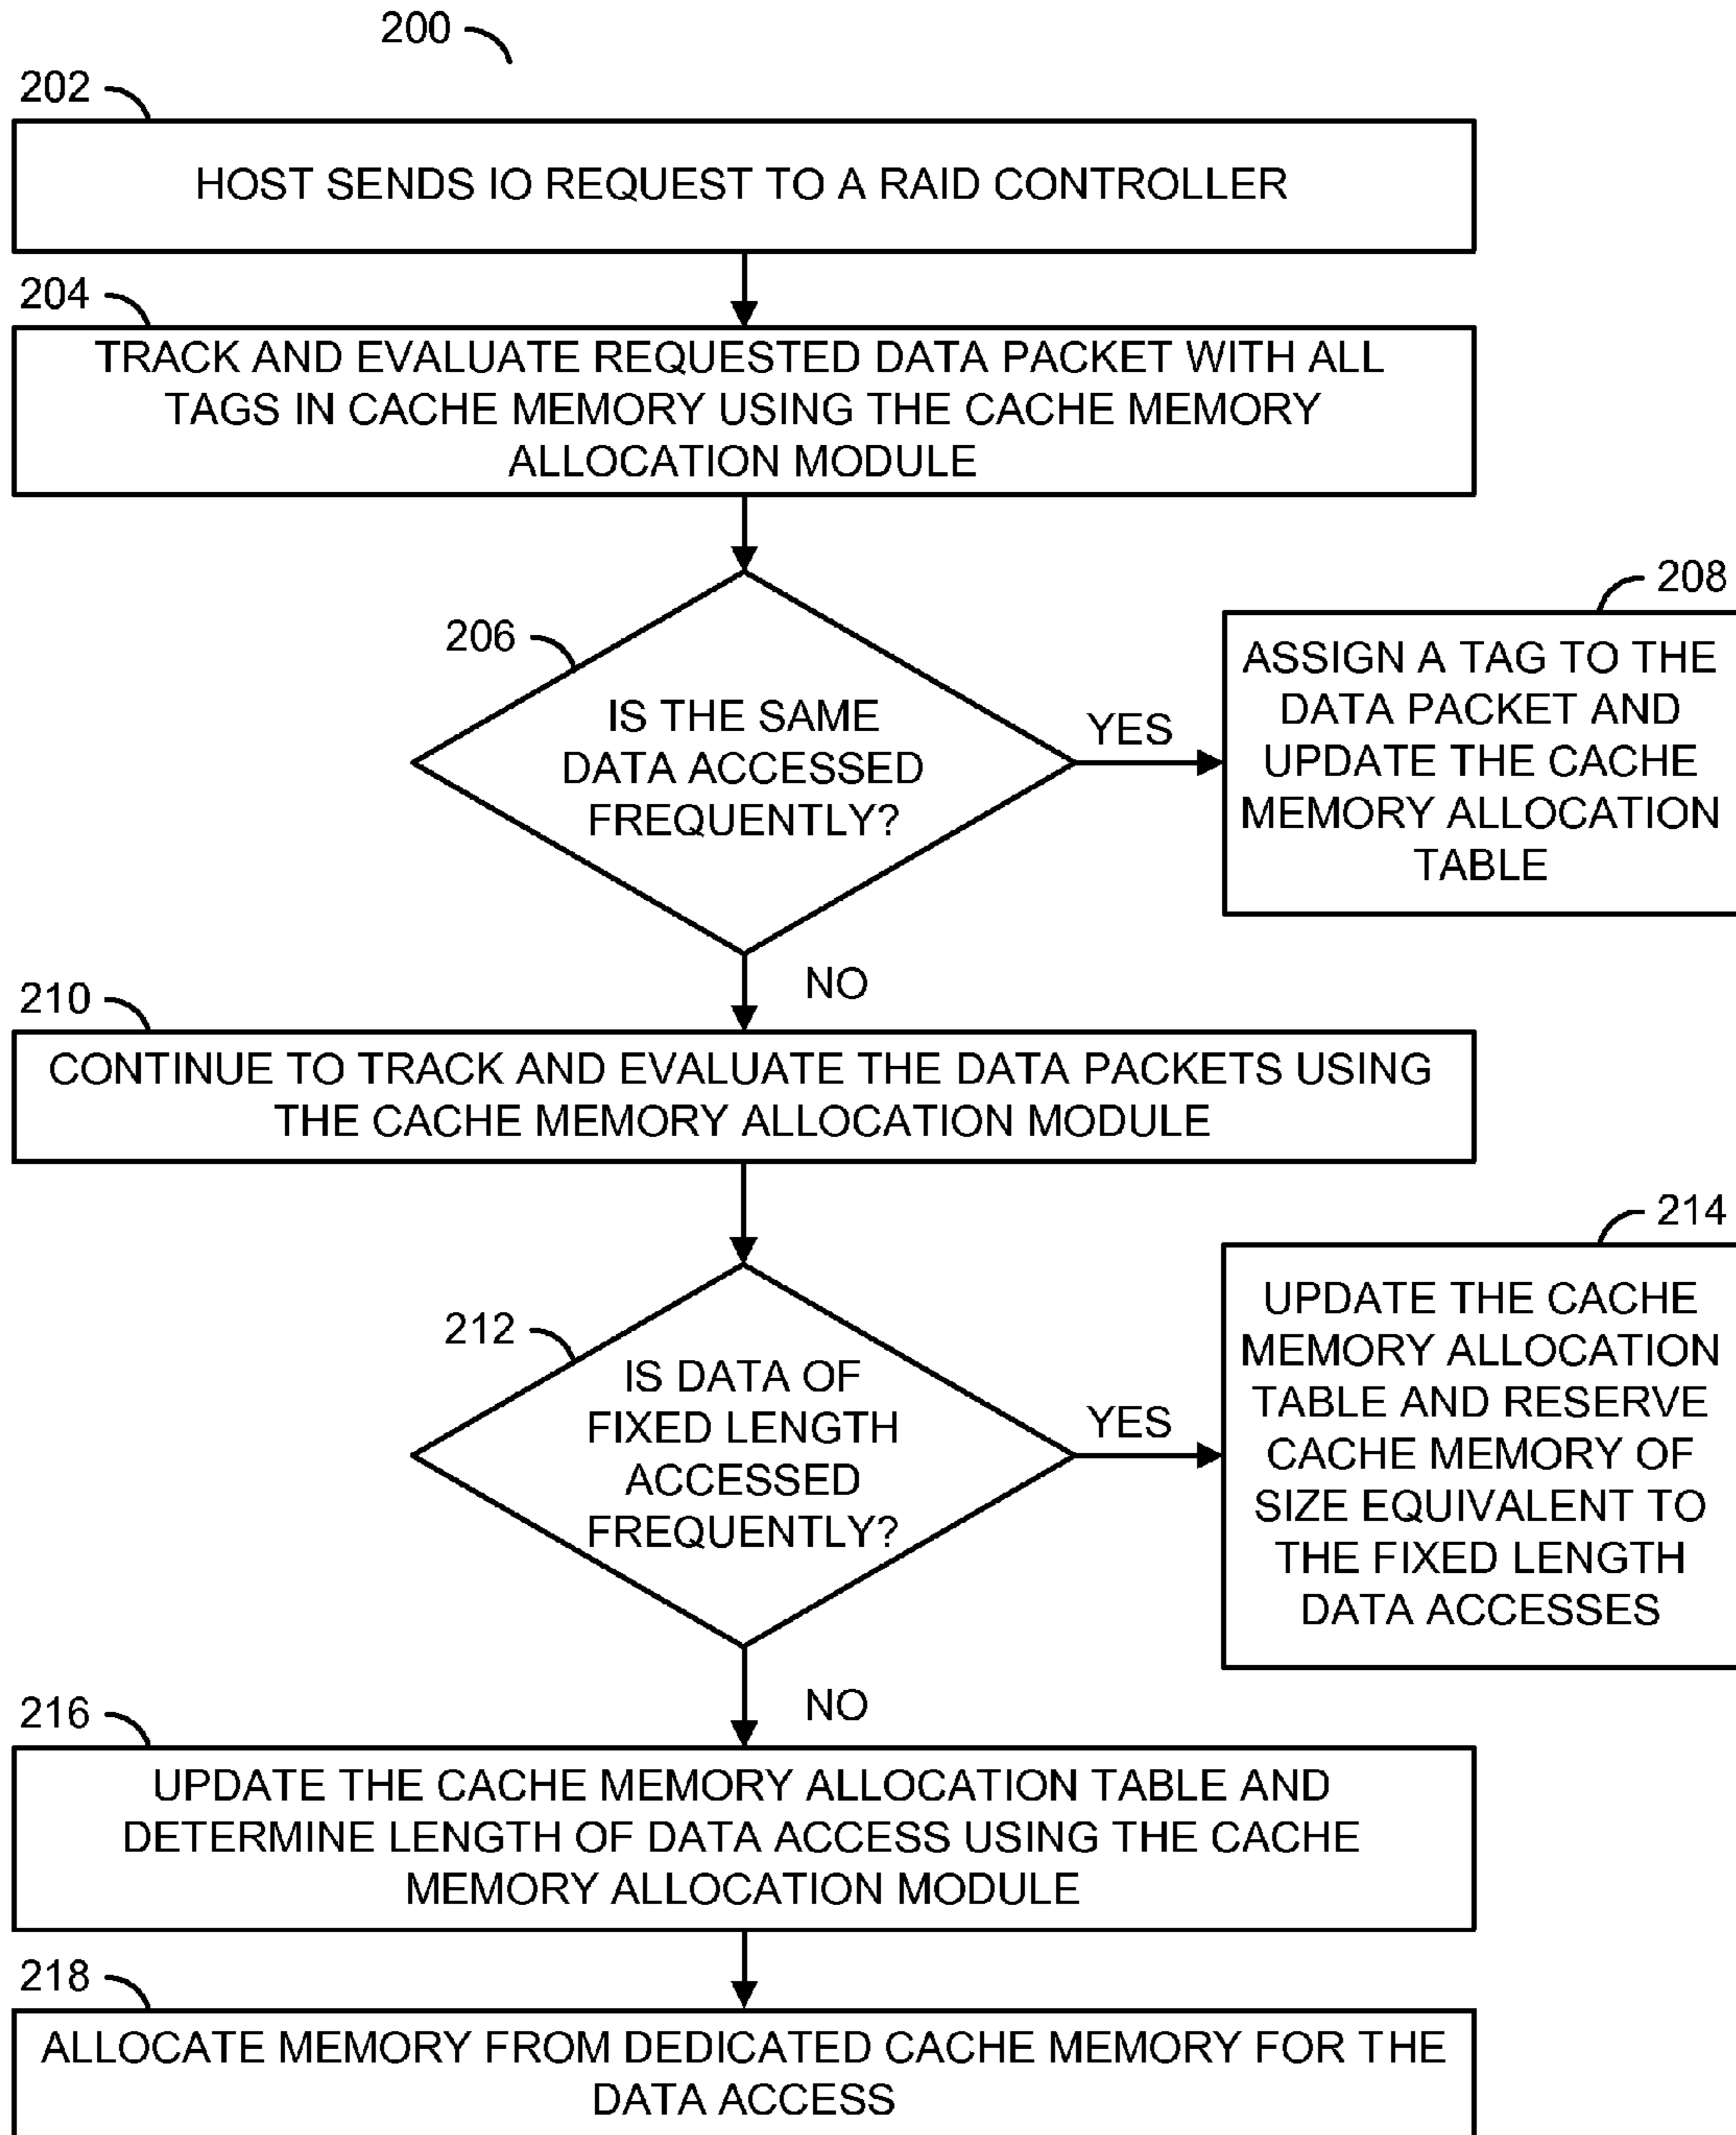 200
202
HOST SENDS IO REQUEST TO A RAID CONTROLLER
204
TRACK AND EVALUATE REQUESTED DATA PACKET WITH ALL
TAGS IN CACHE MEMORY USING THE CACHE MEMORY
ALLOCATION MODULE
206
IS THE SAME
DATA ACCESSED
FREQUENTLY?
YES
208
ASSIGN A TAG TO THE
DATA PACKET AND
UPDATE THE CACHE
MEMORY ALLOCATION
TABLE
NO
210
CONTINUE TO TRACK AND EVALUATE THE DATA PACKETS USING
THE CACHE MEMORY ALLOCATION MODULE
212
IS DATA OF
FIXED LENGTH
ACCESSED
FREQUENTLY?
YES
214
UPDATE THE CACHE
MEMORY ALLOCATION
TABLE AND RESERVE
CACHE MEMORY OF
SIZE EQUIVALENT TO
THE FIXED LENGTH
DATA ACCESSES
NO
216
UPDATE THE CACHE MEMORY ALLOCATION TABLE AND
DETERMINE LENGTH OF DATA ACCESS USING THE CACHE
MEMORY ALLOCATION MODULE
218
ALLOCATE MEMORY FROM DEDICATED CACHE MEMORY FOR THE
DATA ACCESS